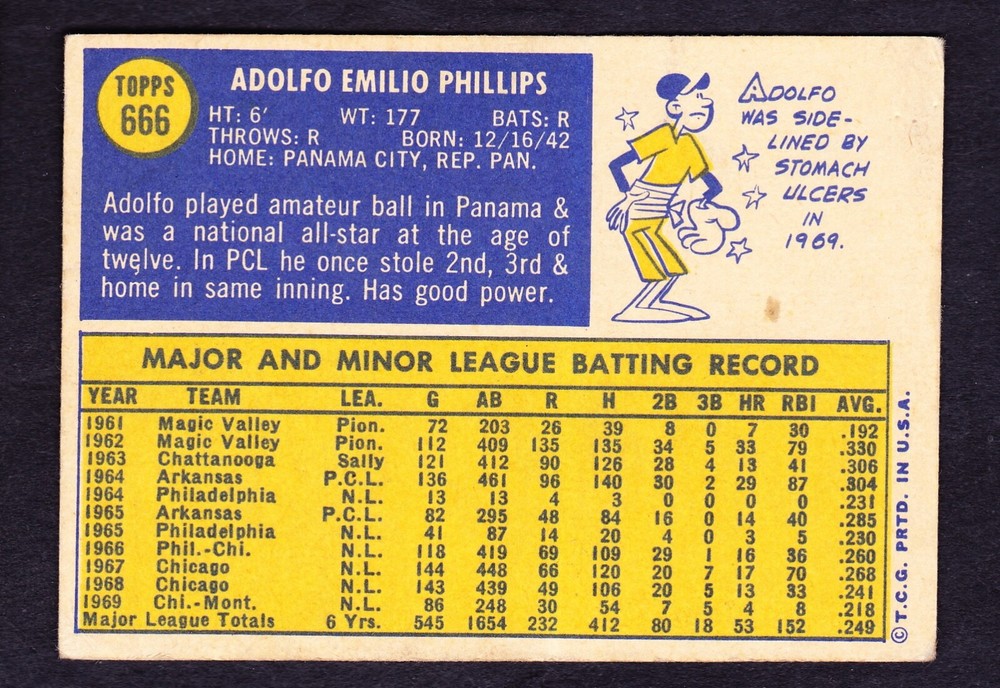 TOPPS
666
ADOLFO EMILIO PHILLIPS
HT: 6' WT: 177 BATS: R
THROWS: R BORN: 12/16/42
HOME: PANAMA CITY, REP. PAN.
Adolfo played amateur ball in Panama &
was a national all-star at the age of
twelve. In PCL he once stole 2nd, 3rd &
home in same inning. Has good power.
ADOLFO
WAS SIDE-
LINED BY
STOMACH
ULCERS
IN
1969.
MAJOR AND MINOR LEAGUE BATTING RECORD
YEAR TEAM LEA. G AB R H 2B 3B HR RBI AVG.
1961 Magic Valley Pion. 72 203 26 39 8 0 7 30 .192
1962 Magic Valley Pion. 112 409 135 135 34 5 33 79 .330
1963 Chattanooga Sally 121 412 90 126 28 4 13 41 .306
1964 Arkansas P.C.L. 136 461 96 140 30 2 29 87 .304
1964 Philadelphia N.L. 13 13 4 3 0 0 0 0 .231
1965 Arkansas P.C.L. 82 295 48 84 16 0 14 40 .285
1965 Philadelphia N.L. 41 87 14 20 4 0 3 5 .230
1966 Phil.-Chi. N.L. 118 419 69 109 29 1 16 36 .260
1967 Chicago N.L. 144 448 66 120 20 7 17 70 .268
1968 Chicago N.L. 143 439 49 106 20 5 13 33 .241
1969 Chi.-Mont. N.L. 86 248 30 54 7 5 4 8 .218
Major League Totals 6 Yrs. 545 1654 232 412 80 18 53 152 .249
© T.C.G. PRTD. IN U.S.A.